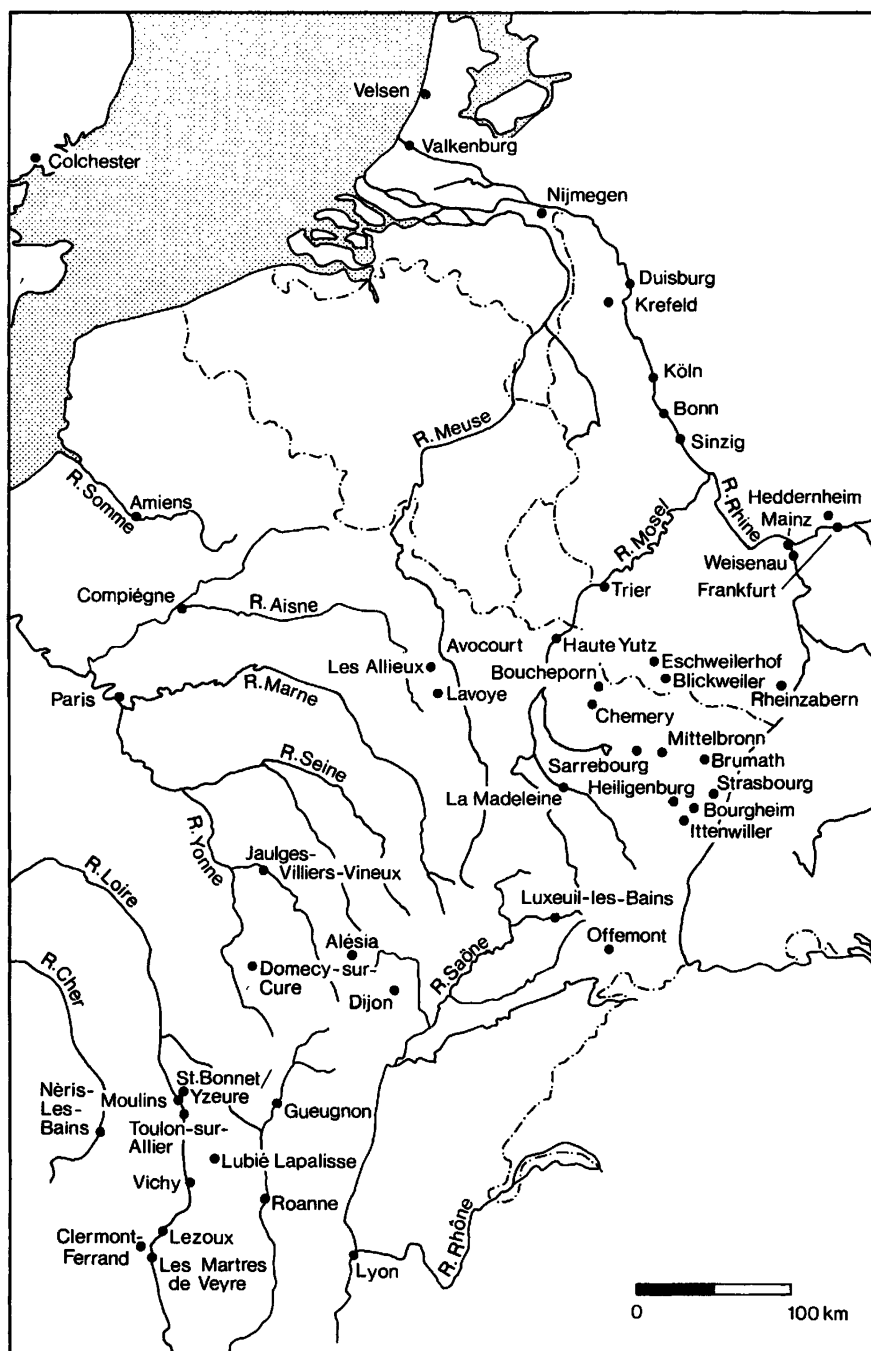 Velsen
Valkenburg
Colchester
Nijmegen
Duisburg
Krefeld
Köln
Bonn
Sinzig
R. Meuse
R. Somme
Amiens
R. Mosel
R. Rhine
Heddernheim
Mainz
Weisenau
Frankfurt
Trier
Compiégne
R. Aisne
Avocourt
Haute Yutz
Les Allieux
Boucheporn
Eschweilerhof
Blickweiler
Lavoye
Rheinzabern
Paris
R. Marne
Chemery
Mittelbronn
Sarrebourg
Brumath
R. Seine
La Madeleine
Heiligenburg
Strasbourg
Bourgheim
Ittenwiller
R. Yonne
Jaulges-
Villiers-Vineux
R. Loire
Luxeuil-les-Bains
Alésia
R. Saône
Offemont
R. Cher
Domecy-sur-
Cure
Dijon
Nèris-
Les-
Bains
Moulins
St. Bonnet/
Yzeure
Gueugnon
Toulon-sur-
Allier
Lubié Lapalisse
Vichy
Roanne
R. Rhône
Clermont-
Ferrand
Lezoux
Les Martres
de Veyre
Lyon
0 100 km